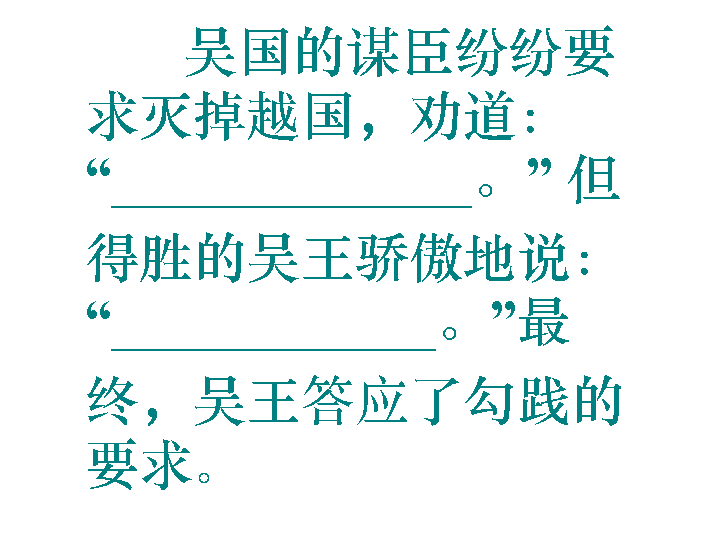 吴国的谋臣纷纷要
求灭掉越国，劝道：
“______________。”但
得胜的吴王骄傲地说：
“_____________。”最
终，吴王答应了勾践的
要求。